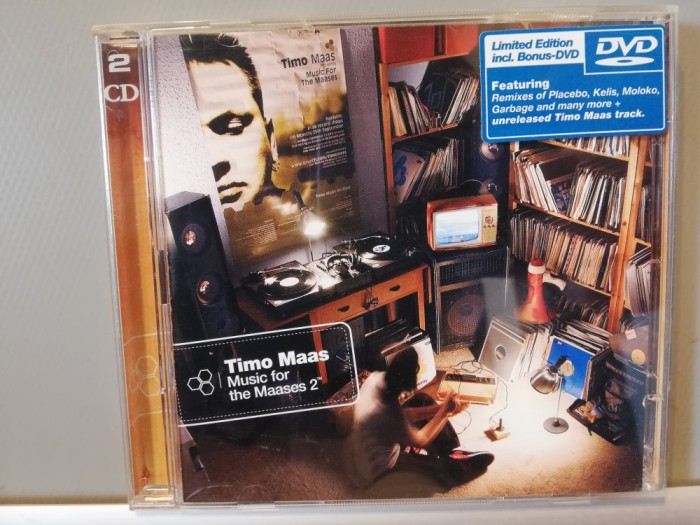 2
CD
Timo Maas
Music For
The Maases
Limited Edition
incl. Bonus-DVD
DVD
Featuring
Remixes of Placebo, Kelis, Moloko,
Garbage and many more +
unreleased Timo Maas track.
Timo Maas
Music for
the Maases 2™